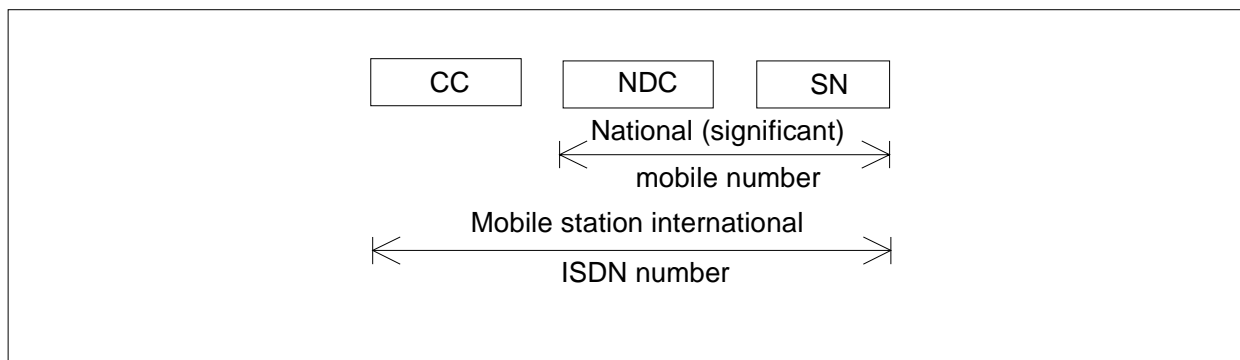 CC NDC SN
National (significant)
mobile number
Mobile station international
ISDN number